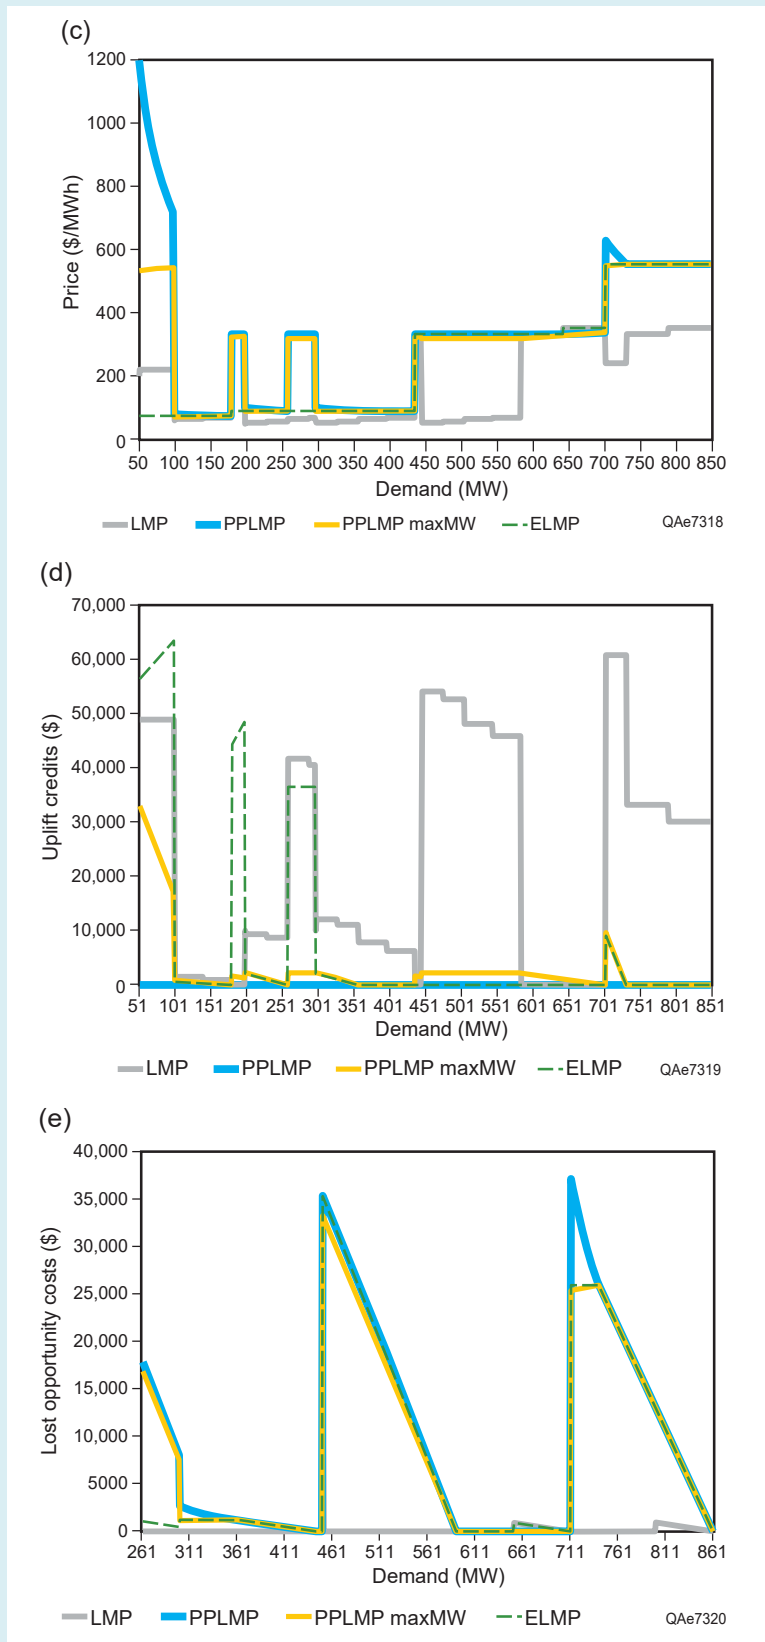 (c)
1200
1000
800
600
400
200
0
Price ($/MWh)
50 100 150 200 250 300 350 400 450 500 550 600 650 700 750 800 850
Demand (MW)
LMP PPLMP PPLMP maxMW ELMP QAe7318
(d)
70,000
60,000
50,000
40,000
30,000
20,000
10,000
0
Uplift credits ($)
51 101 151 201 251 301 351 401 451 501 551 601 651 701 751 801 851
Demand (MW)
LMP PPLMP PPLMP maxMW ELMP QAe7319
(e)
40,000
35,000
30,000
25,000
20,000
15,000
10,000
5000
0
Lost opportunity costs ($)
261 311 361 411 461 511 561 611 661 711 761 811 861
Demand (MW)
LMP PPLMP PPLMP maxMW ELMP QAe7320